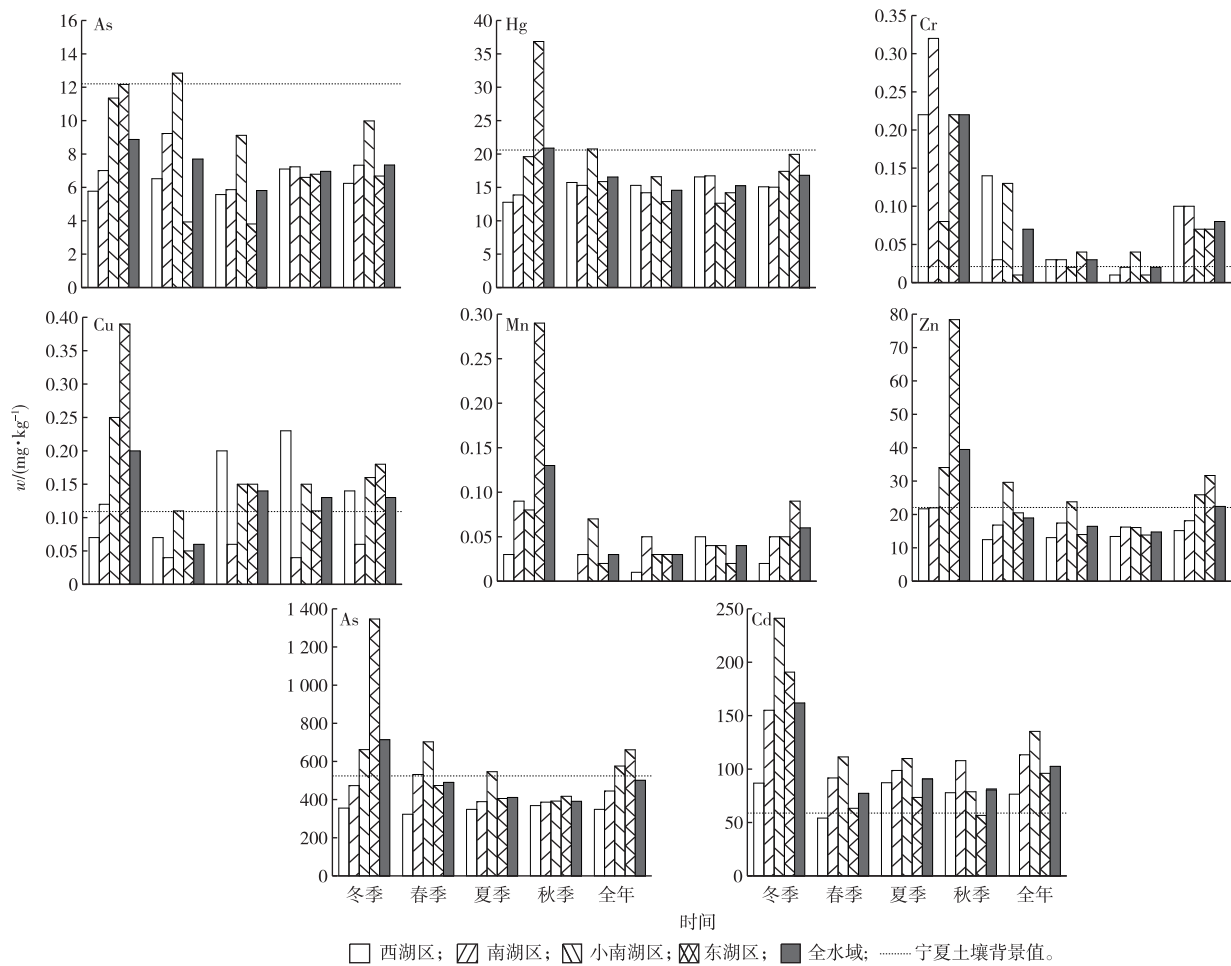 As Hg Cr
16 14 12 10 8 6 4 2 0
40 35 30 25 20 15 10 5 0
0.35 0.30 0.25 0.20 0.15 0.10 0.05 0
Cu Mn Zn
w/(mg•kg⁻¹)
0.40 0.35 0.30 0.25 0.20 0.15 0.10 0.05 0
0.30 0.25 0.20 0.15 0.10 0.05 0
80 70 60 50 40 30 20 10 0
As Cd
1 400 1 200 1 000 800 600 400 200 0
250 200 150 100 50 0
冬季 春季 夏季 秋季 全年 冬季 春季 夏季 秋季 全年
时间
西湖区; 南湖区; 小南湖区; 东湖区; 全水域; 宁夏土壤背景值。